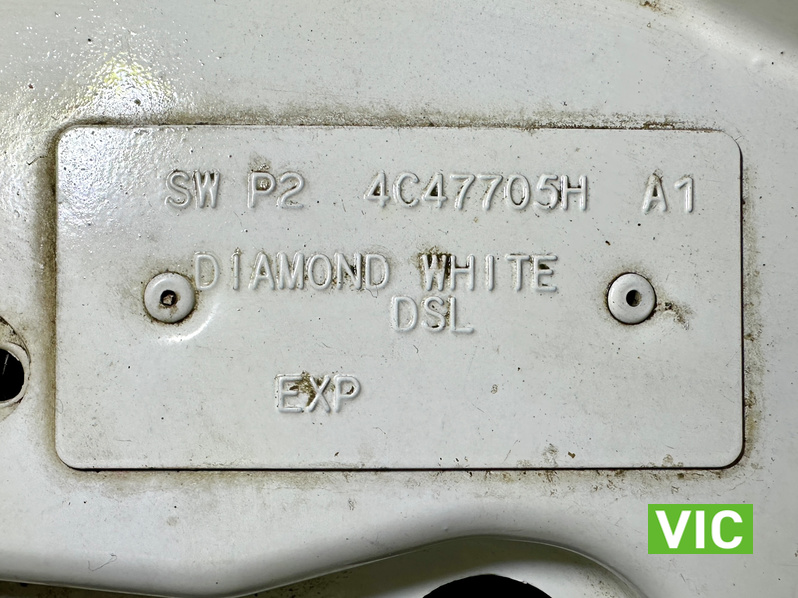 SW P2 4C47705H A1
DIAMOND WHITE
DSL
EXP
VIC